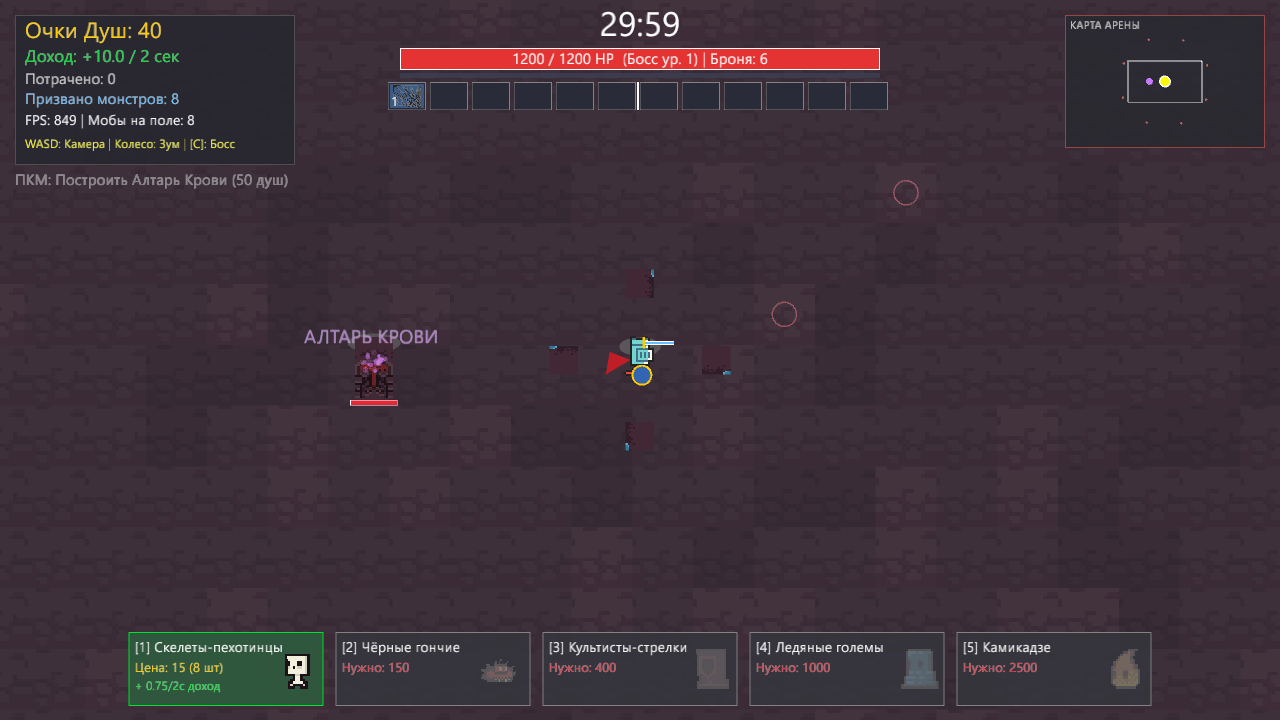 Очки Душ: 40
Доход: +10.0 / 2 сек
Потрачено: 0
Призвано монстров: 8
FPS: 849 | Мобы на поле: 8
WASD: Камера | Колесо: Зум | [C]: Босс
ПКМ: Построить Алтарь Крови (50 душ)
29:59
1200 / 1200 HP (Босс ур. 1) | Броня: 6
1
КАРТА АРЕНЫ
АЛТАРЬ КРОВИ
[1] Скелеты-пехотинцы
Цена: 15 (8 шт)
+ 0.75/2с доход
[2] Чёрные гончие
Нужно: 150
[3] Культисты-стрелки
Нужно: 400
[4] Ледяные големы
Нужно: 1000
[5] Камикадзе
Нужно: 2500